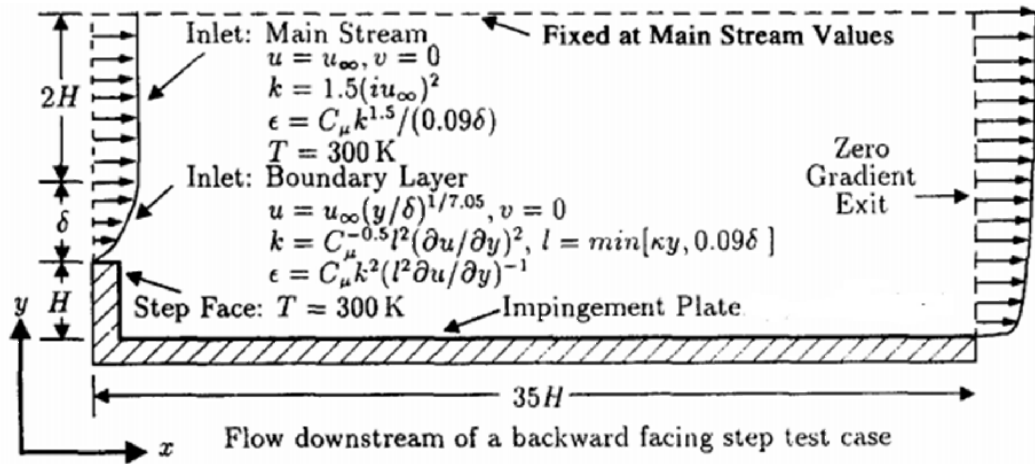 Inlet: Main Stream
u = u∞, v = 0
k = 1.5(iu∞)²
ϵ = Cμk^1.5/(0.09δ)
T = 300 K
Fixed at Main Stream Values
2H
Inlet: Boundary Layer
u = u∞(y/δ)^1/7.05, v = 0
k = Cμ^-0.5 l²(∂u/∂y)², l = min[κy, 0.09δ ]
ϵ = Cμk²(l²∂u/∂y)^-1
Zero
Gradient
Exit
δ
H
Step Face: T = 300 K
Impingement Plate
y
x
35H
Flow downstream of a backward facing step test case